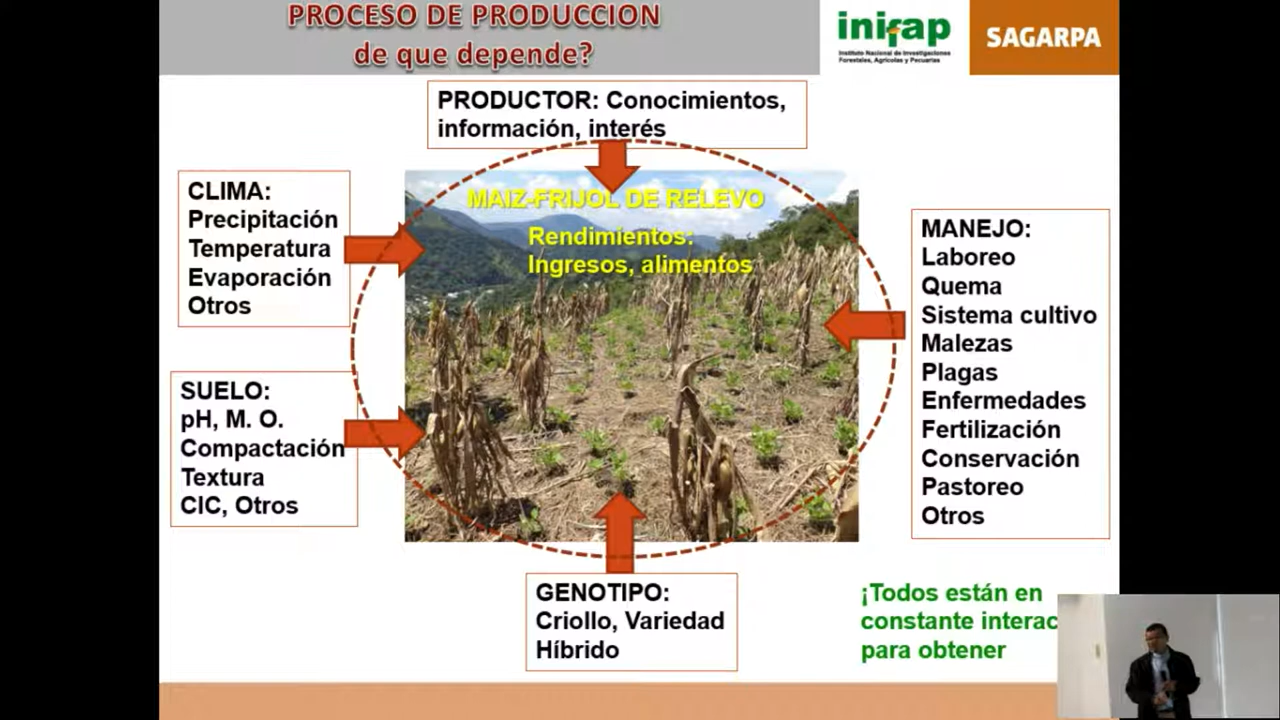 PROCESO DE PRODUCCION
de que depende?
inifap
Instituto Nacional de Investigaciones
Forestales, Agrícolas y Pecuarias
SAGARPA
PRODUCTOR: Conocimientos,
información, interés
CLIMA:
Precipitación
Temperatura
Evaporación
Otros
MAIZ-FRIJOL DE RELEVO
Rendimientos:
Ingresos, alimentos
MANEJO:
Laboreo
Quema
Sistema cultivo
Malezas
Plagas
Enfermedades
Fertilización
Conservación
Pastoreo
Otros
SUELO:
pH, M. O.
Compactación
Textura
CIC, Otros
GENOTIPO:
Criollo, Variedad
Híbrido
¡Todos están en
constante interac
para obtener